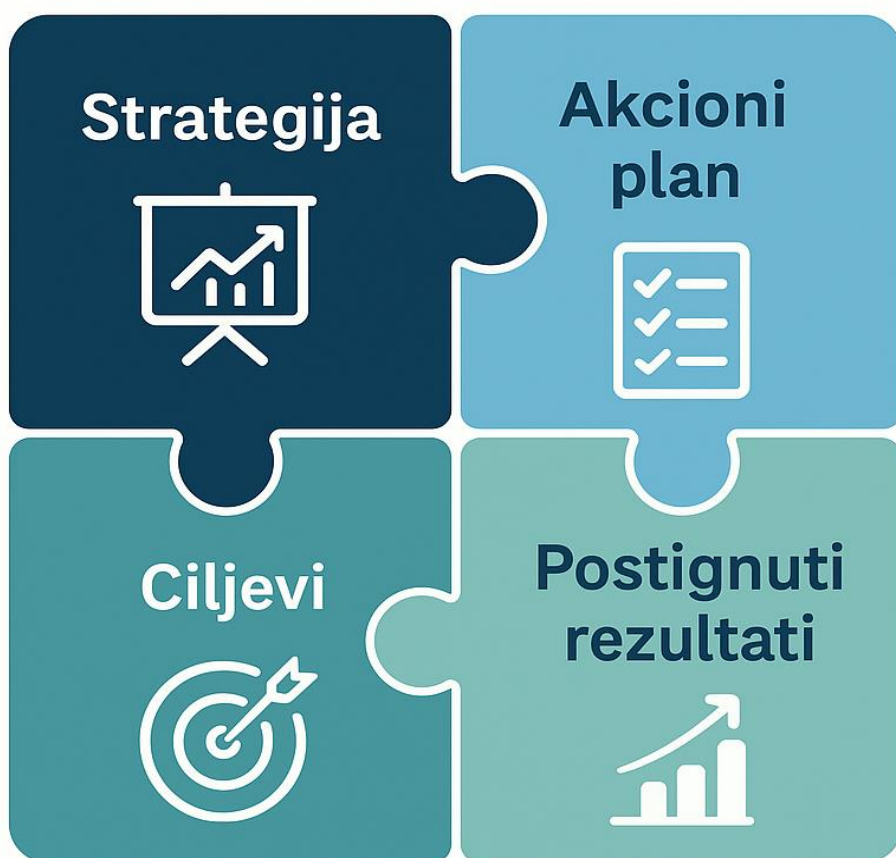 Strategija
Akcioni
plan
Ciljevi
Postignuti
rezultati